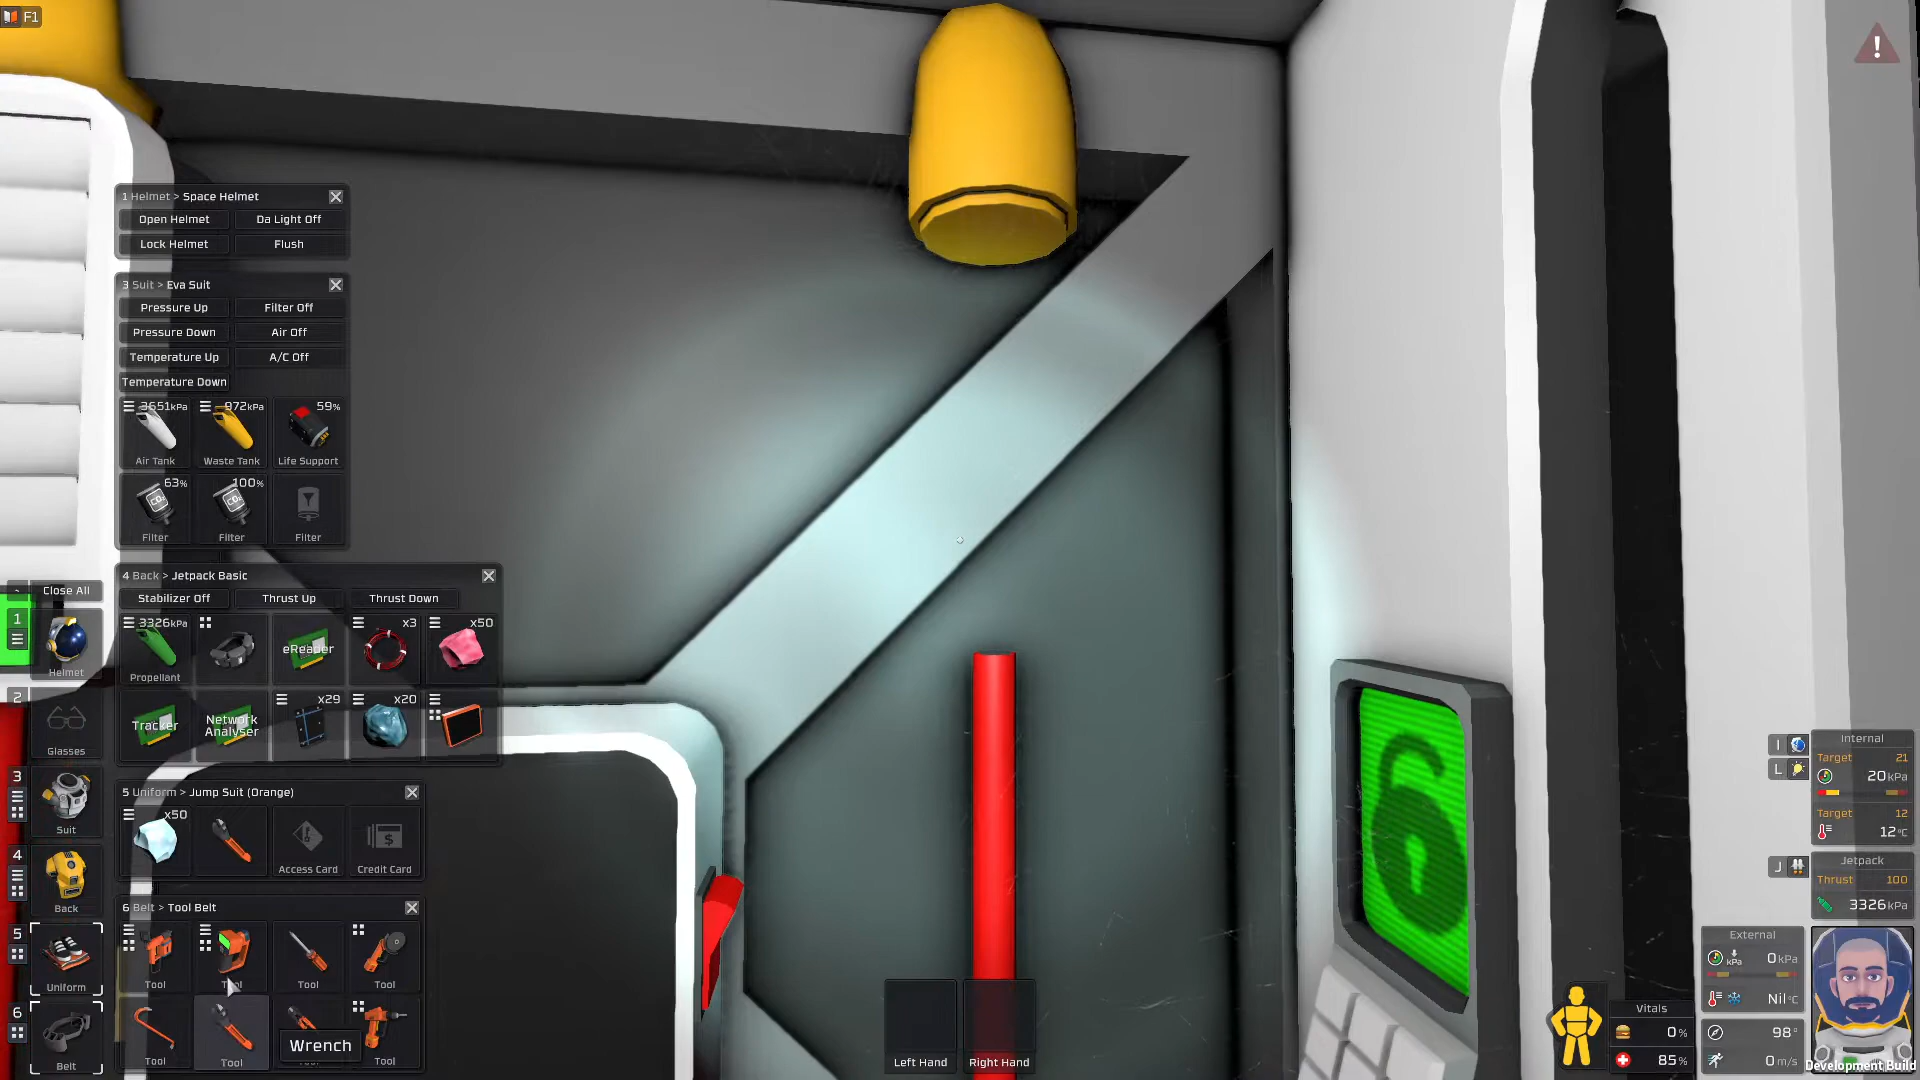 F1
1 Helmet > Space Helmet
Open Helmet
Da Light Off
Lock Helmet
Flush
3 Suit > Eva Suit
Pressure Up
Filter Off
Pressure Down
Air Off
Temperature Up
A/C Off
Temperature Down
3651kPa
972kPa
59%
Air Tank
Waste Tank
Life Support
63%
100%
Filter
Filter
Filter
4 Back > Jetpack Basic
Stabilizer Off
Thrust Up
Thrust Down
3326kPa
x3
x50
eReader
Propellant
x29
x20
Tracker
Network
Analyser
5 Uniform > Jump Suit (Orange)
x50
Access Card
Credit Card
6 Belt > Tool Belt
Tool
Tool
Tool
Tool
Tool
Tool
Tool
Wrench
Close All
1
Helmet
2
Glasses
3
Suit
4
Back
5
Uniform
6
Belt
Left Hand
Right Hand
Internal
I
Target 21
L
20kPa
Target 12
12°C
Jetpack
J
Thrust 100
3326kPa
External
kPa
0kPa
Nil°C
Vitals
0%
98°
85%
0m/s
Development Build